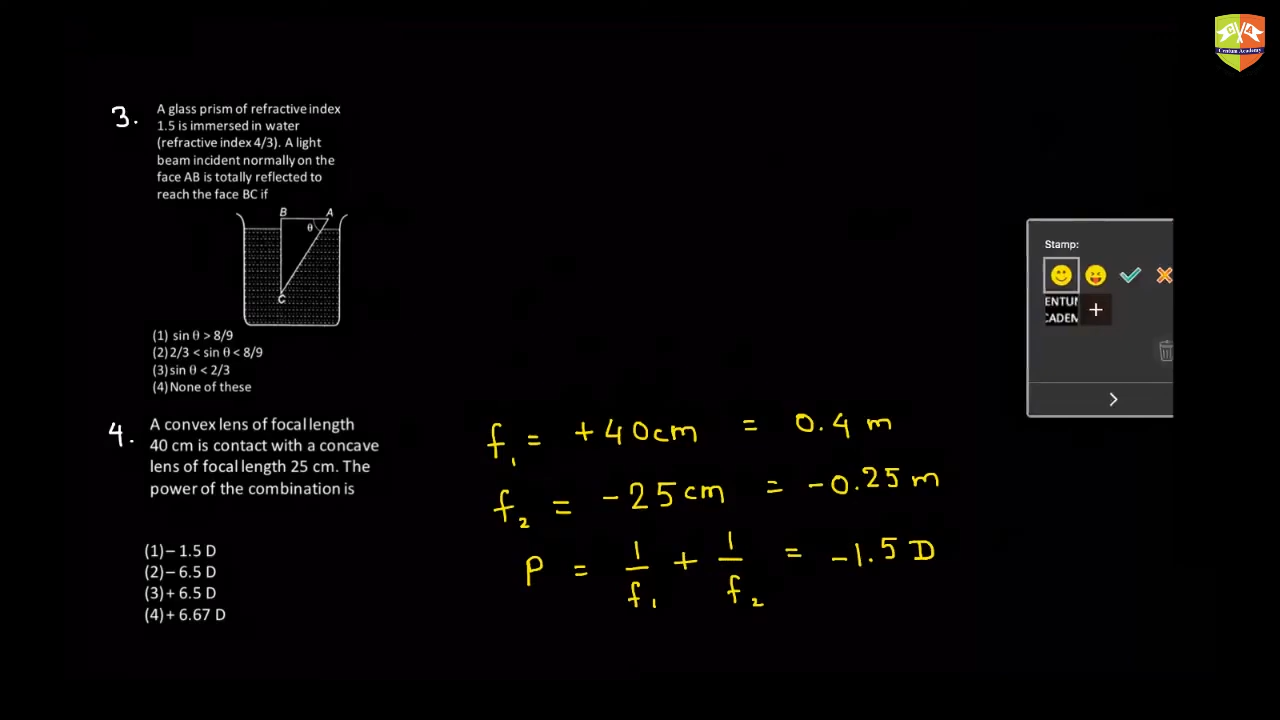 Centum Academy
3.
A glass prism of refractive index
1.5 is immersed in water
(refractive index 4/3). A light
beam incident normally on the
face AB is totally reflected to
reach the face BC if
B A
θ
C
(1) sin θ > 8/9
(2) 2/3 < sin θ < 8/9
(3) sin θ < 2/3
(4) None of these
4.
A convex lens of focal length
40 cm is contact with a concave
lens of focal length 25 cm. The
power of the combination is
(1) – 1.5 D
(2) – 6.5 D
(3) + 6.5 D
(4) + 6.67 D
f₁ = +40cm = 0.4 m
f₂ = -25cm = -0.25 m
P = 1/f₁ + 1/f₂ = -1.5 D
Stamp:
ENTUM
CADEM